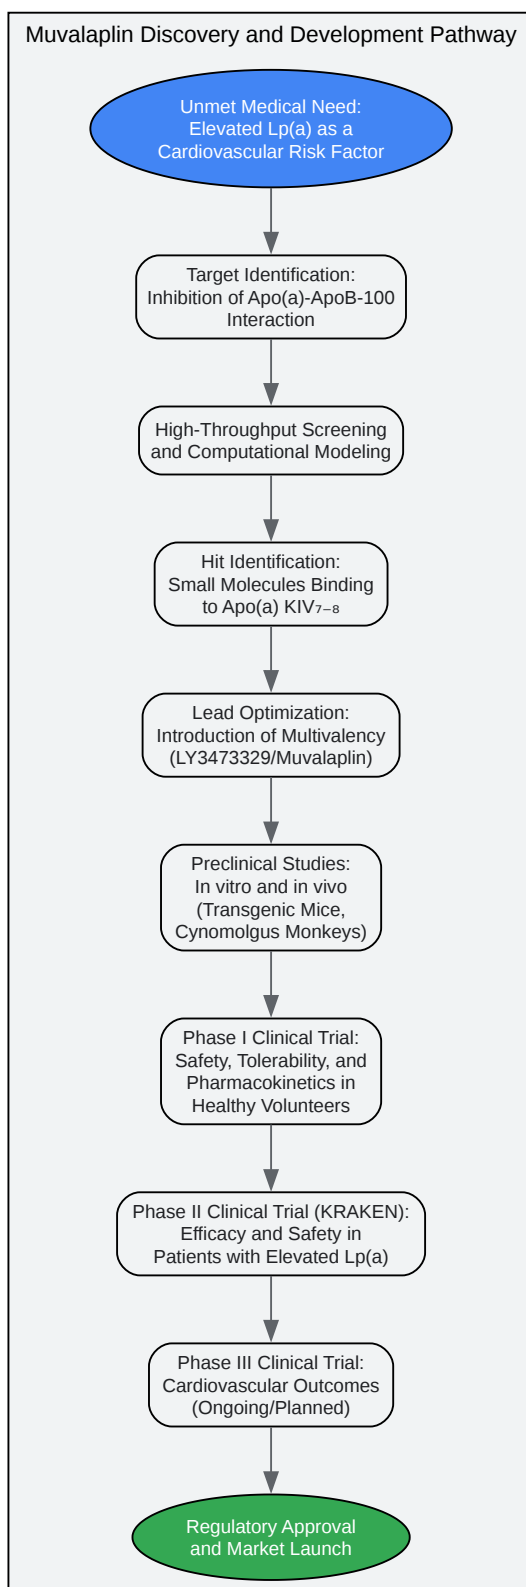 Muvalaplin Discovery and Development Pathway
Unmet Medical Need:
Elevated Lp(a) as a
Cardiovascular Risk Factor
Target Identification:
Inhibition of Apo(a)-ApoB-100
Interaction
High-Throughput Screening
and Computational Modeling
Hit Identification:
Small Molecules Binding
to Apo(a) KIV₇₋₈
Lead Optimization:
Introduction of Multivalency
(LY3473329/Muvalaplin)
Preclinical Studies:
In vitro and in vivo
(Transgenic Mice,
Cynomolgus Monkeys)
Phase I Clinical Trial:
Safety, Tolerability, and
Pharmacokinetics in
Healthy Volunteers
Phase II Clinical Trial (KRAKEN):
Efficacy and Safety in
Patients with Elevated Lp(a)
Phase III Clinical Trial:
Cardiovascular Outcomes
(Ongoing/Planned)
Regulatory Approval
and Market Launch